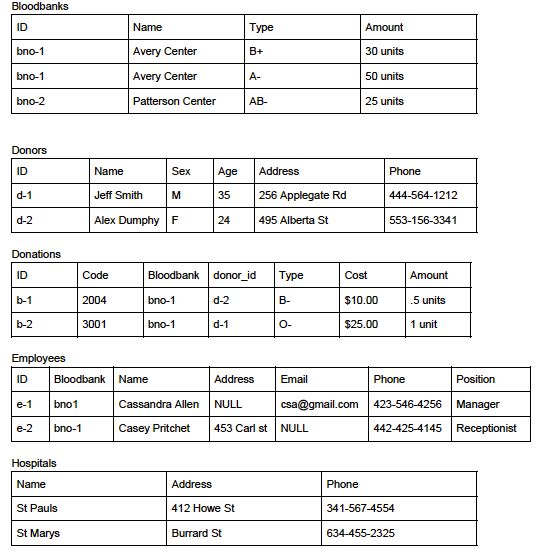 Bloodbanks
ID Name Type Amount
bno-1 Avery Center B+ 30 units
bno-1 Avery Center A- 50 units
bno-2 Patterson Center AB- 25 units
Donors
ID Name Sex Age Address Phone
d-1 Jeff Smith M 35 256 Applegate Rd 444-564-1212
d-2 Alex Dumphy F 24 495 Alberta St 553-156-3341
Donations
ID Code Bloodbank donor_id Type Cost Amount
b-1 2004 bno-1 d-2 B- $10.00 .5 units
b-2 3001 bno-1 d-1 O- $25.00 1 unit
Employees
ID Bloodbank Name Address Email Phone Position
e-1 bno1 Cassandra Allen NULL csa@gmail.com 423-546-4256 Manager
e-2 bno-1 Casey Pritchet 453 Carl st NULL 442-425-4145 Receptionist
Hospitals
Name Address Phone
St Pauls 412 Howe St 341-567-4554
St Marys Burrard St 634-455-2325